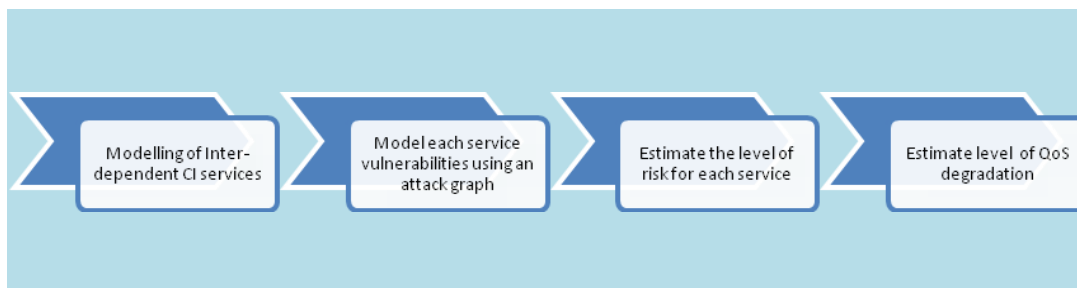 Modelling of Inter-
dependent CI services
Model each service
vulnerabilities using an
attack graph
Estimate the level of
risk for each service
Estimate level of QoS
degradation